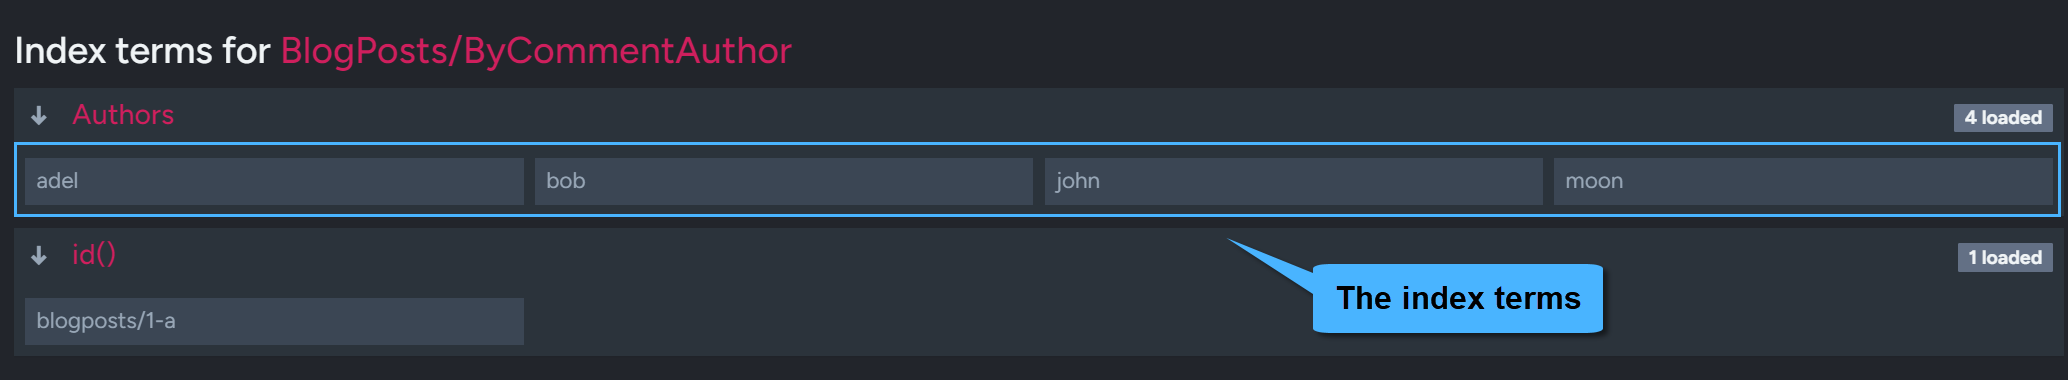 Index terms for BlogPosts/ByCommentAuthor
Authors
4 loaded
adel
bob
john
moon
id()
1 loaded
The index terms
blogposts/1-a